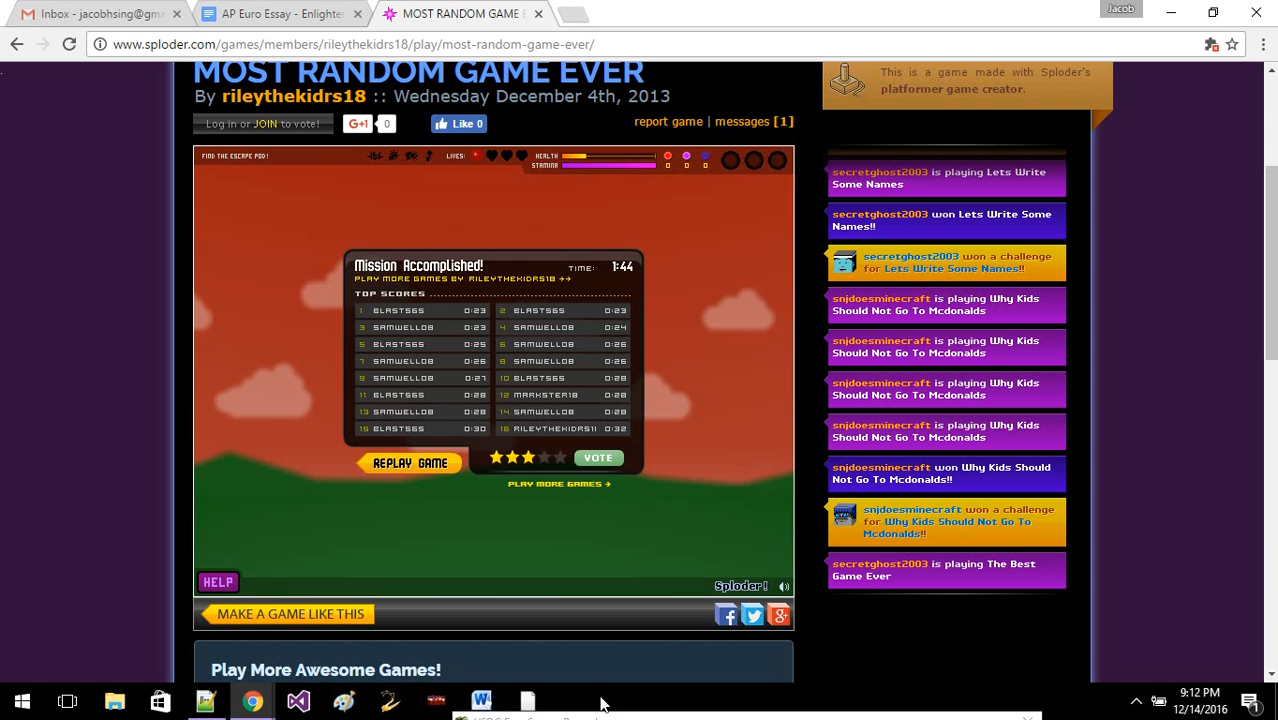 Inbox - jacobhsing@gm
AP Euro Essay - Enlighte
MOST RANDOM GAME E
Jacob
www.sploder.com/games/members/rileythekidrs18/play/most-random-game-ever/
MOST RANDOM GAME EVER
By rileythekidrs18 :: Wednesday December 4th, 2013
Log in or JOIN to vote!
G+1 0
Like 0
report game | messages [1]
FIND THE ESCAPE POD!
LIVES:
HEALTH
STAMINA
0 0 0
Mission Accomplished!
TIME: 1:44
PLAY MORE GAMES BY RILEYTHEKIDRS18 →→
TOP SCORES
1 BLAST565 0:23 2 BLAST565 0:23
3 SAMWELLOB 0:23 4 SAMWELLOB 0:24
5 BLAST565 0:25 6 SAMWELLOB 0:26
7 SAMWELLOB 0:26 8 SAMWELLOB 0:26
9 SAMWELLOB 0:27 10 BLAST565 0:28
11 BLAST565 0:28 12 MARKSTER18 0:28
13 SAMWELLOB 0:28 14 SAMWELLOB 0:28
15 BLAST565 0:30 16 RILEYTHEKIDRS11 0:32
REPLAY GAME
VOTE
PLAY MORE GAMES →
HELP
Sploder!
MAKE A GAME LIKE THIS
Play More Awesome Games!
This is a game made with Sploder's
platformer game creator.
secretghost2003 is playing Lets Write
Some Names
secretghost2003 won Lets Write Some
Names!!
secretghost2003 won a challenge
for Lets Write Some Names!!
snjdoesminecraft is playing Why Kids
Should Not Go To Mcdonalds
snjdoesminecraft is playing Why Kids
Should Not Go To Mcdonalds
snjdoesminecraft is playing Why Kids
Should Not Go To Mcdonalds
snjdoesminecraft is playing Why Kids
Should Not Go To Mcdonalds
snjdoesminecraft won Why Kids Should
Not Go To Mcdonalds!!
snjdoesminecraft won a challenge
for Why Kids Should Not Go To
Mcdonalds!!
secretghost2003 is playing The Best
Game Ever
9:12 PM
12/14/2016